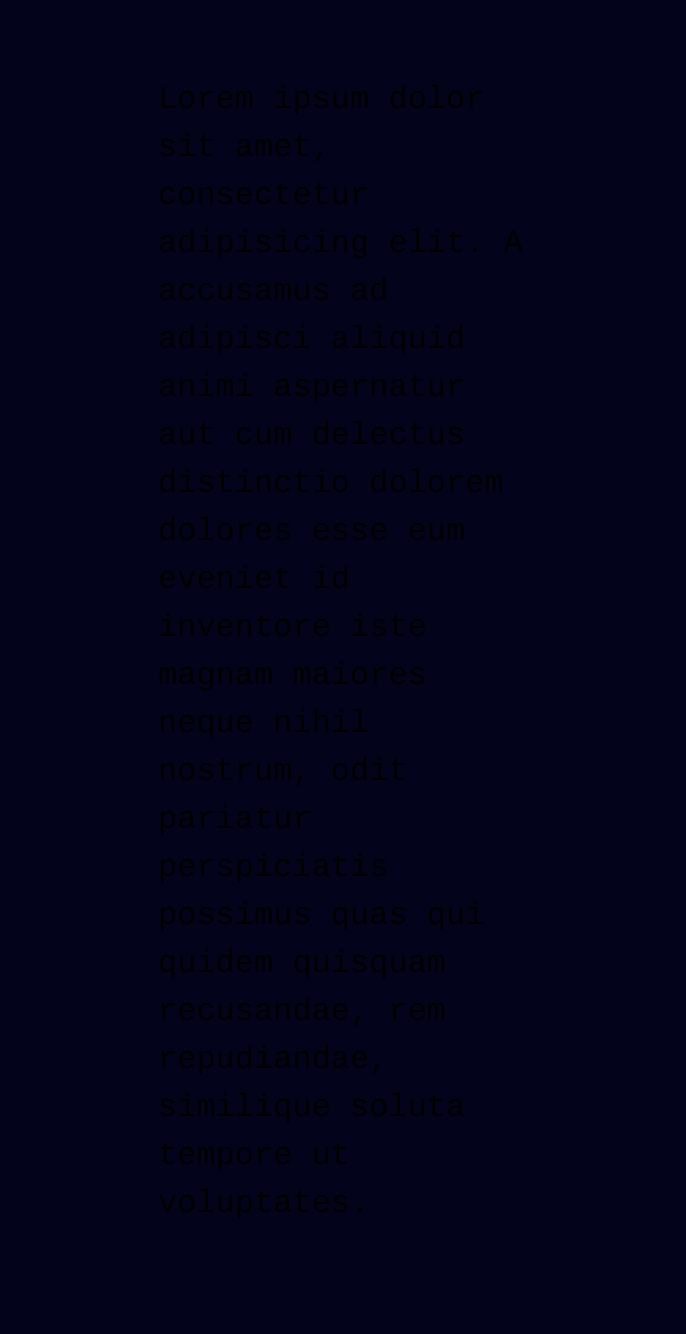 Lorem ipsum dolor
sit amet,
consectetur
adipisicing elit. A
accusamus ad
adipisci aliquid
animi aspernatur
aut cum delectus
distinctio dolorem
dolores esse eum
eveniet id
inventore iste
magnam maiores
neque nihil
nostrum, odit
pariatur
perspiciatis
possimus quas qui
quidem quisquam
recusandae, rem
repudiandae,
similique soluta
tempore ut
voluptates.